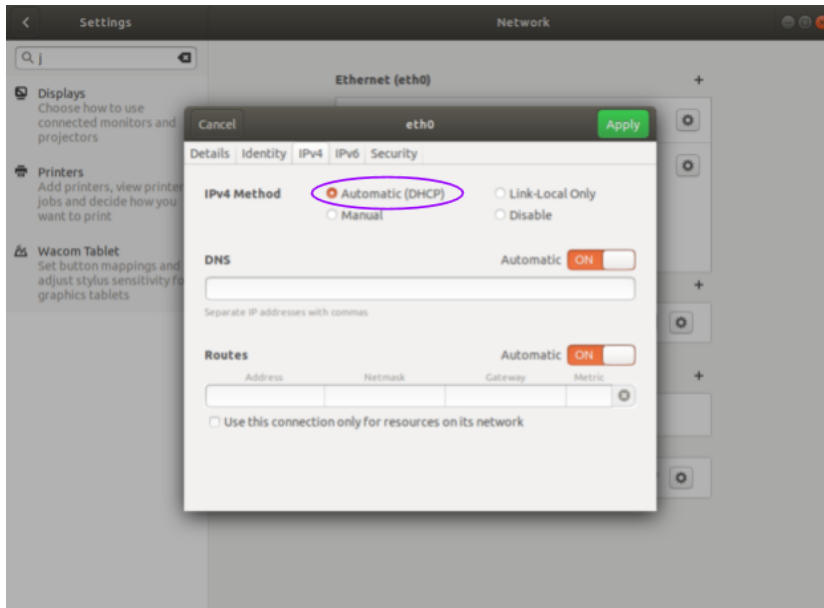 Settings
Network
j
Displays
Choose how to use
connected monitors and
projectors
Printers
Add printers, view printer
jobs and decide how you
want to print
Wacom Tablet
Set button mappings and
adjust stylus sensitivity fo
graphics tablets
Ethernet (eth0)
Cancel
eth0
Apply
Details Identity IPv4 IPv6 Security
IPv4 Method
Automatic (DHCP)
Link-Local Only
Manual
Disable
DNS
Automatic ON
Separate IP addresses with commas
Routes
Automatic ON
Address Netmask Gateway Metric
Use this connection only for resources on its network